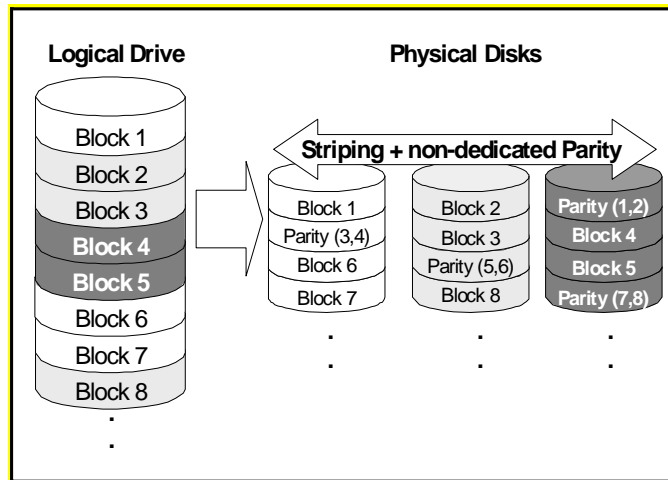 Logical Drive
Physical Disks
Block 1
Block 2
Block 3
Block 4
Block 5
Block 6
Block 7
Block 8
.
.
Striping + non-dedicated Parity
Block 1
Parity (3,4)
Block 6
Block 7
.
.
Block 2
Block 3
Parity (5,6)
Block 8
.
.
Parity (1,2)
Block 4
Block 5
Parity (7,8)
.
.